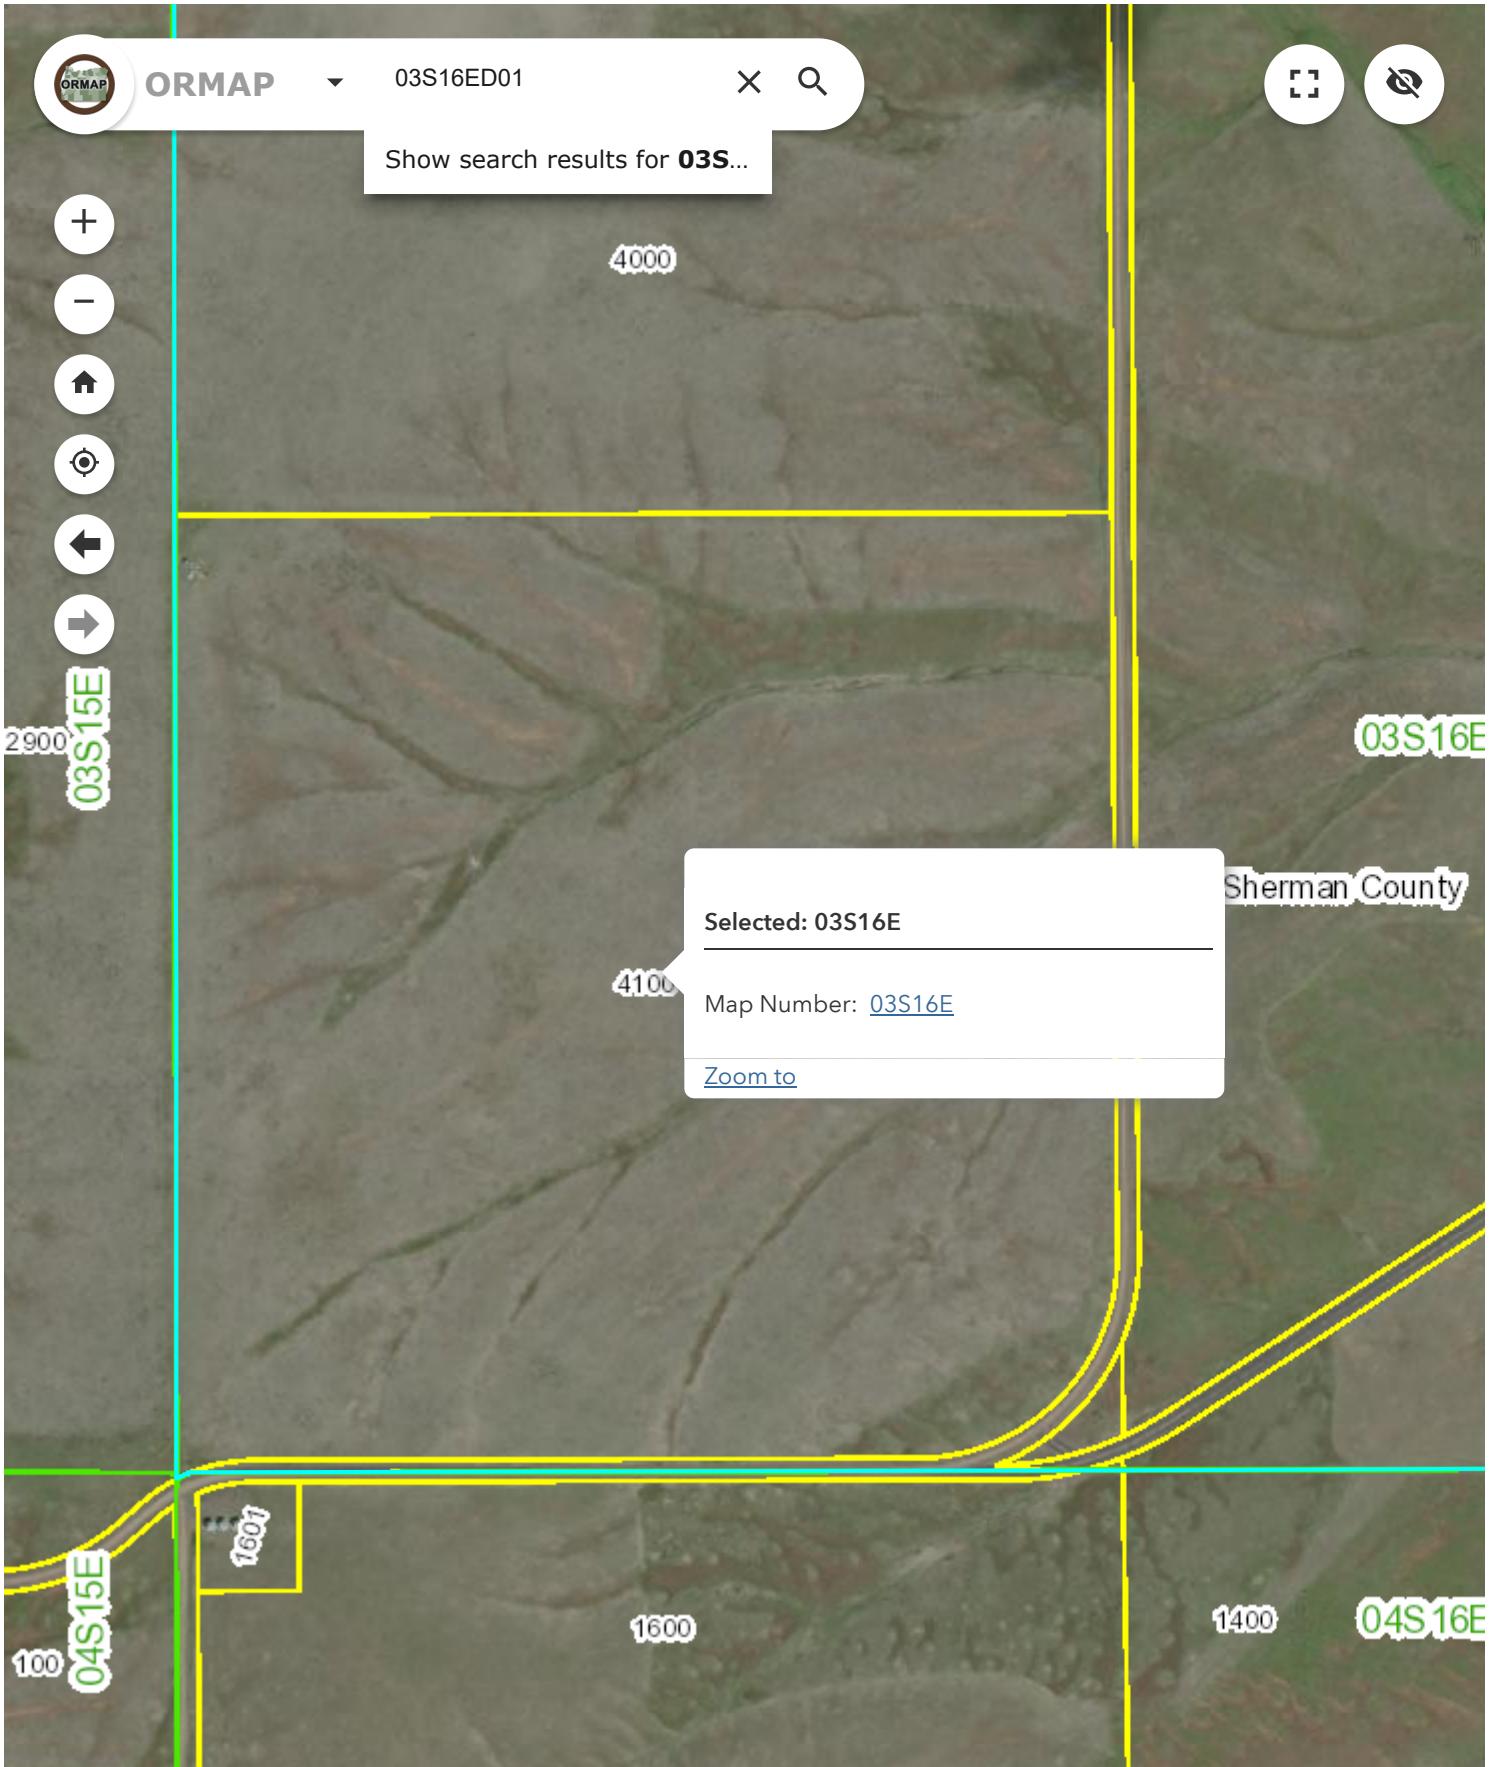 ORMAP
ORMAP
03S16ED01
Show search results for 03S...
4000
03S15E
2900
03S16E
Sherman County
Selected: 03S16E
4100
Map Number: 03S16E
Zoom to
1601
04S15E
1600
1400
04S16E
100